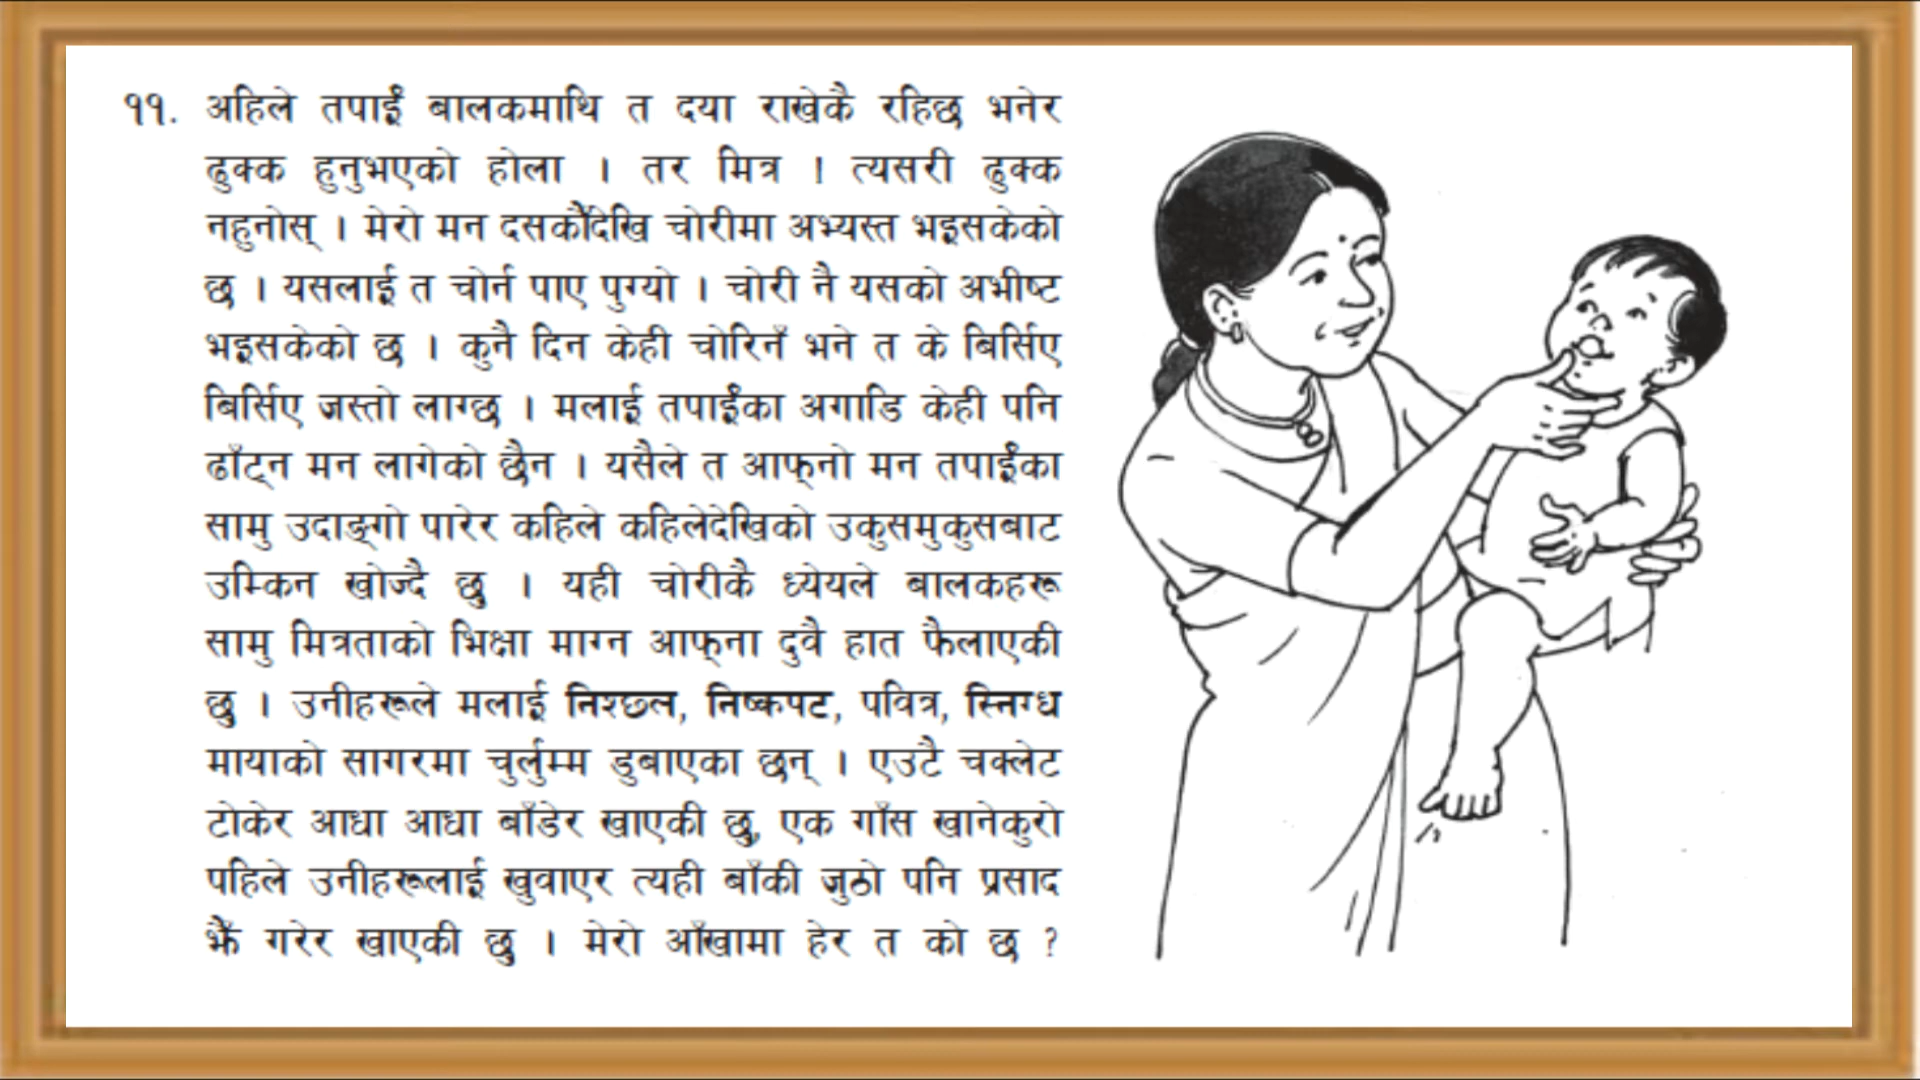 ११. अहिले तपाईं बालकमाथि त दया राखेकै रहिछ भनेर
ढुक्क हुनुभएको होला । तर मित्र ! त्यसरी ढुक्क
नहुनोस् । मेरो मन दसकौँदेखि चोरीमा अभ्यस्त भइसकेको
छ । यसलाई त चोर्न पाए पुग्यो । चोरी नै यसको अभीष्ट
भइसकेको छ । कुनै दिन केही चोरिनँ भने त के बिर्सिए
बिर्सिए जस्तो लाग्छ । मलाई तपाईंका अगाडि केही पनि
ढाँट्न मन लागेको छैन । यसैले त आफ्नो मन तपाईंका
सामु उदाङ्गो पारेर कहिले कहिलेदेखिको उकुसमुकुसबाट
उम्किन खोज्दै छु । यही चोरीकै ध्येयले बालकहरू
सामु मित्रताको भिक्षा माग्न आफ्ना दुवै हात फैलाएकी
छु । उनीहरूले मलाई निश्छल, निष्कपट, पवित्र, स्निग्ध
मायाको सागरमा चुर्लुम्म डुबाएका छन् । एउटै चक्लेट
टोकेर आधा आधा बाँडेर खाएकी छु, एक गाँस खानेकुरो
पहिले उनीहरूलाई खुवाएर त्यही बाँकी जुठो पनि प्रसाद
झैँ गरेर खाएकी छु । मेरो आँखामा हेर त को छ ?